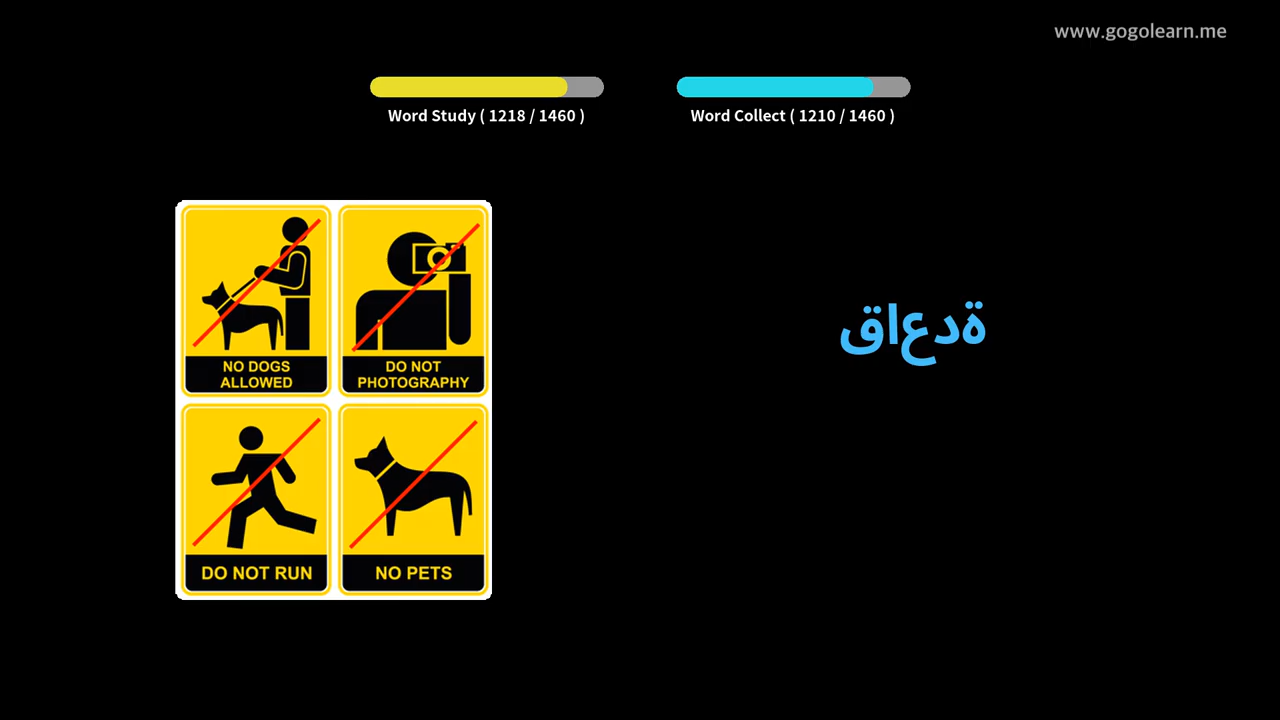 www.gogolearn.me
Word Study ( 1218 / 1460 )
Word Collect ( 1210 / 1460 )
NO DOGS
ALLOWED
DO NOT
PHOTOGRAPHY
DO NOT RUN
NO PETS
قاعدة